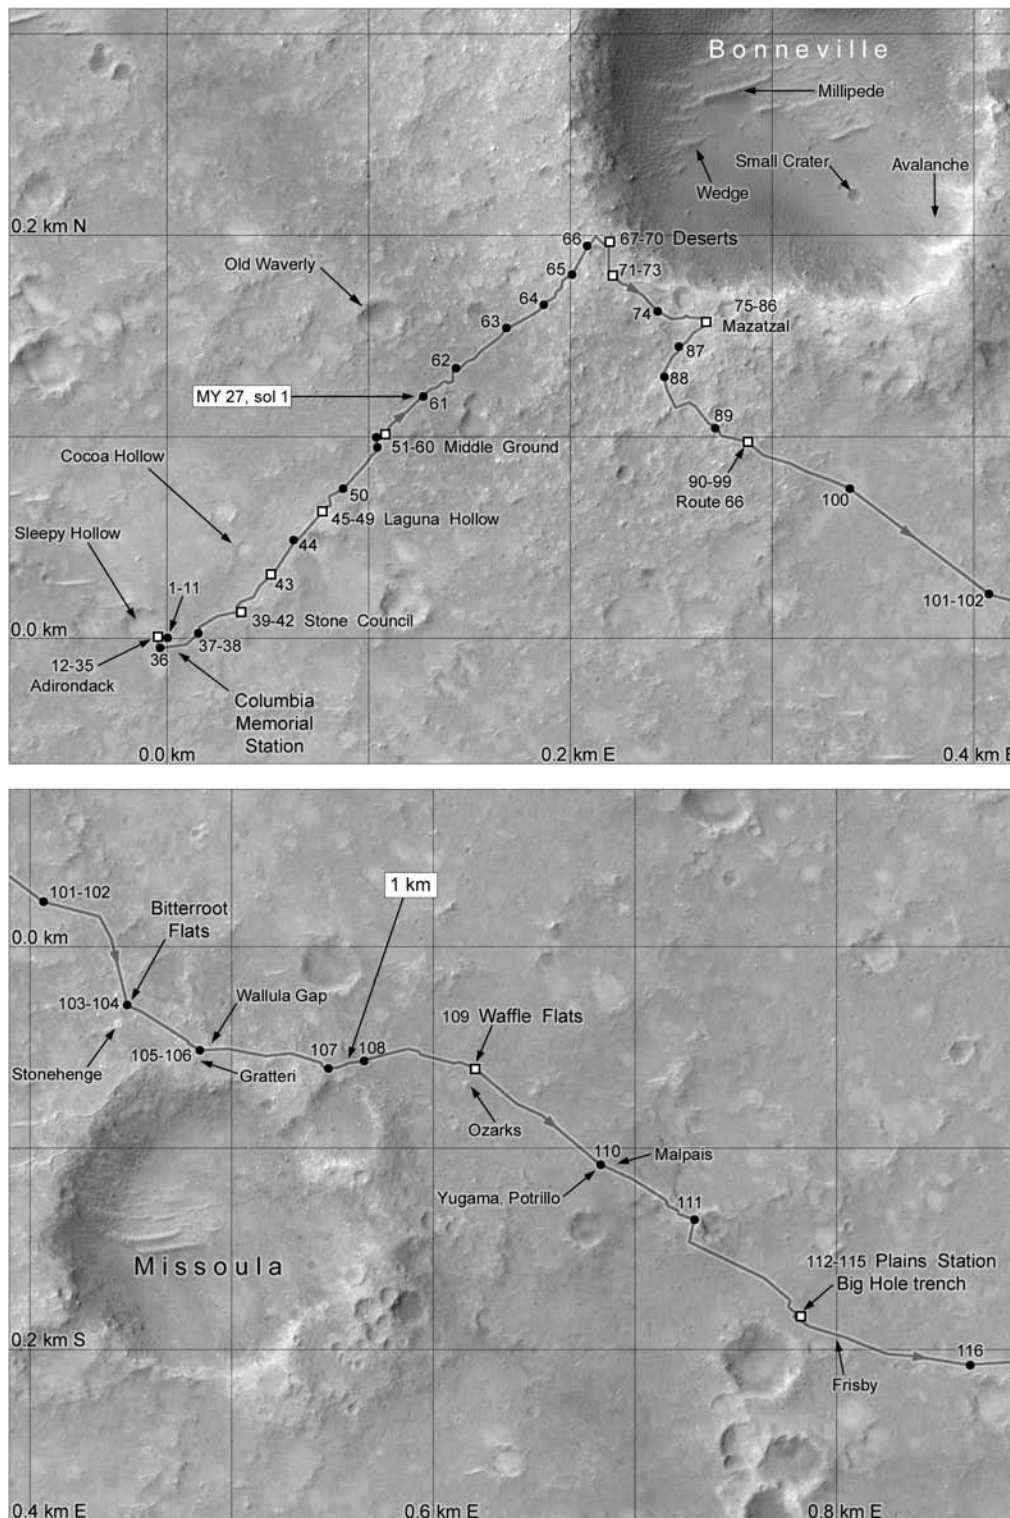 Bonneville
Millipede
Small Crater
Avalanche
Wedge
0.2 km N
66
67-70 Deserts
Old Waverly
65
71-73
64
74
75-86
Mazatzal
63
87
62
88
MY 27, sol 1
61
89
51-60 Middle Ground
Cocoa Hollow
90-99
Route 66
50
100
45-49 Laguna Hollow
Sleepy Hollow
44
1-11
43
101-102
39-42 Stone Council
0.0 km
37-38
12-35
Adirondack
36
Columbia
Memorial
Station
0.0 km
0.2 km E
0.4 km E
101-102
1 km
Bitterroot
Flats
0.0 km
103-104
Wallula Gap
109 Waffle Flats
107
108
105-106
Stonehenge
Gratteri
Ozarks
110
Malpais
Yugama, Potrillo
111
Missoula
112-115 Plains Station
Big Hole trench
0.2 km S
116
Frisby
0.4 km E
0.6 km E
0.8 km E